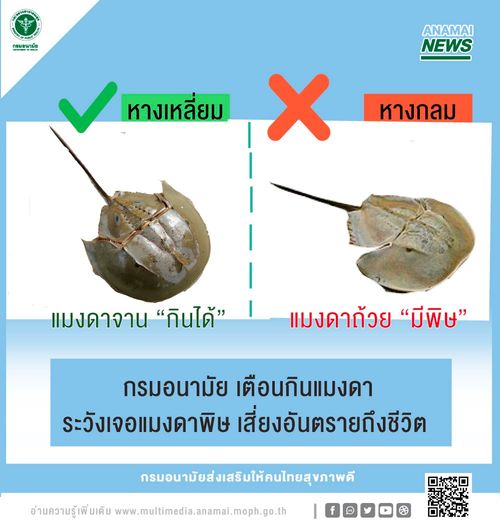 กรมอนามัย
ANAMAI
NEWS
หางเหลี่ยม
หางกลม
แมงดาจาน “กินได้”
แมงดาถ้วย “มีพิษ”
กรมอนามัย เตือนกินแมงดา
ระวังเจอแมงดาพิษ เสี่ยงอันตรายถึงชีวิต
กรมอนามัยส่งเสริมให้คนไทยสุขภาพดี
อ่านความรู้เพิ่มเติม www.multimedia.anamai.moph.go.th